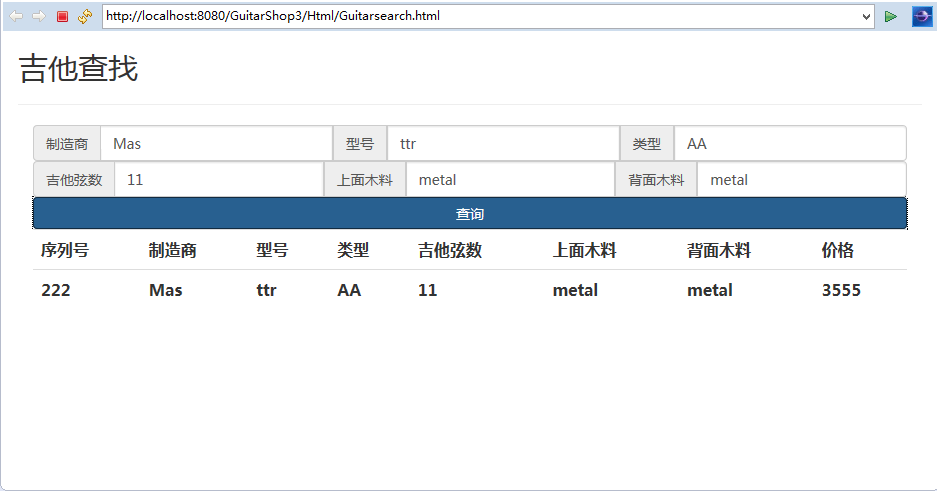 http://localhost:8080/GuitarShop3/Html/Guitarsearch.html
吉他查找
制造商 Mas 型号 ttr 类型 AA
吉他弦数 11 上面木料 metal 背面木料 metal
查询
序列号 制造商 型号 类型 吉他弦数 上面木料 背面木料 价格
222 Mas ttr AA 11 metal metal 3555